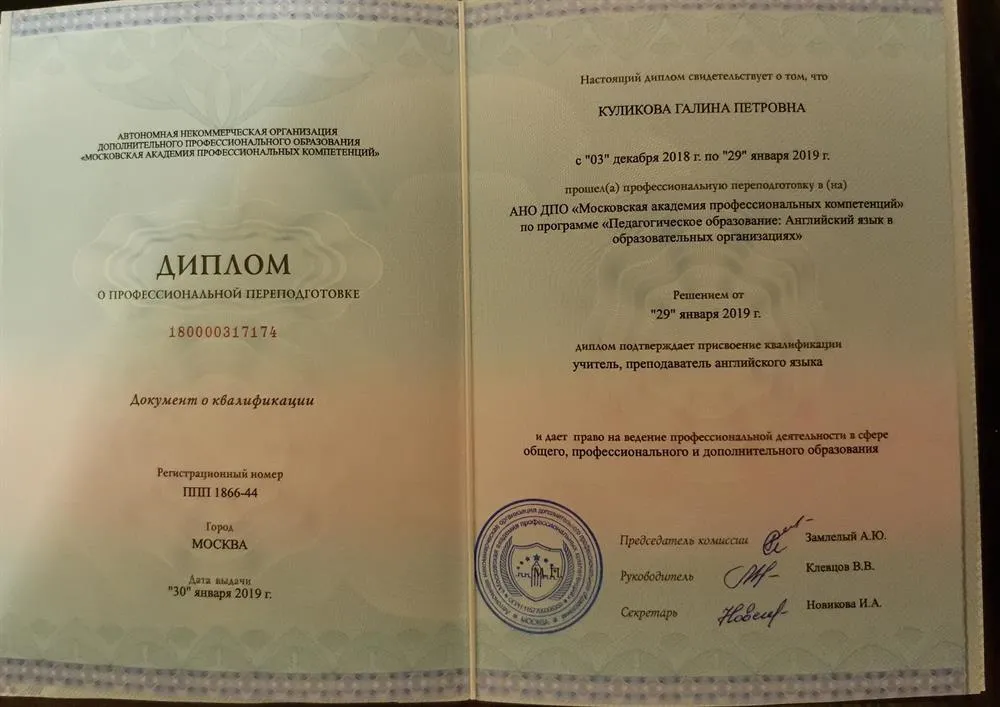 АВТОНОМНАЯ НЕКОММЕРЧЕСКАЯ ОРГАНИЗАЦИЯ
ДОПОЛНИТЕЛЬНОГО ПРОФЕССИОНАЛЬНОГО ОБРАЗОВАНИЯ
«МОСКОВСКАЯ АКАДЕМИЯ ПРОФЕССИОНАЛЬНЫХ КОМПЕТЕНЦИЙ»
ДИПЛОМ
О ПРОФЕССИОНАЛЬНОЙ ПЕРЕПОДГОТОВКЕ
180000317174
Документ о квалификации
Регистрационный номер
ППП 1866-44
Город
МОСКВА
Дата выдачи
"30" января 2019 г.
Настоящий диплом свидетельствует о том, что
КУЛИКОВА ГАЛИНА ПЕТРОВНА
с "03" декабря 2018 г. по "29" января 2019 г.
прошел(а) профессиональную переподготовку в (на)
АНО ДПО «Московская академия профессиональных компетенций»
по программе «Педагогическое образование: Английский язык в
образовательных организациях»
Решением от
"29" января 2019 г.
диплом подтверждает присвоение квалификации
учитель, преподаватель английского языка
и дает право на ведение профессиональной деятельности в сфере
общего, профессионального и дополнительного образования
Председатель комиссии Замлелый А.Ю.
Руководитель Клевцов В.В.
Секретарь Новикова И.А.
М.П.
МОСКВА